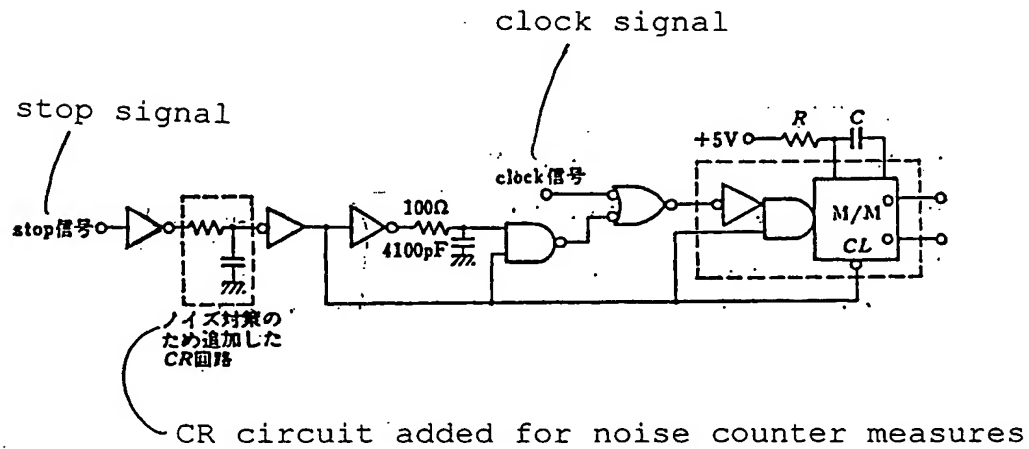 clock signal
stop signal
+5V
R
C
clock信号
stop信号
100Ω
4100pF
M/M
CL
ノイズ対策の
ため追加した
CR回路
CR circuit added for noise counter measures